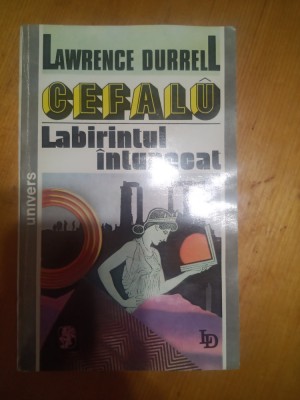 LAWRENCE DURRELL
CEFALÛ
Labirintul
întunecat
univers
LD